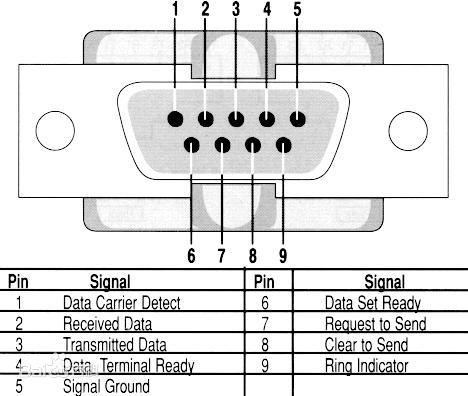 1 2 3 4 5
6 7 8 9
Pin Signal Pin Signal
1 Data Carrier Detect 6 Data Set Ready
2 Received Data 7 Request to Send
3 Transmitted Data 8 Clear to Send
4 Data Terminal Ready 9 Ring Indicator
5 Signal Ground